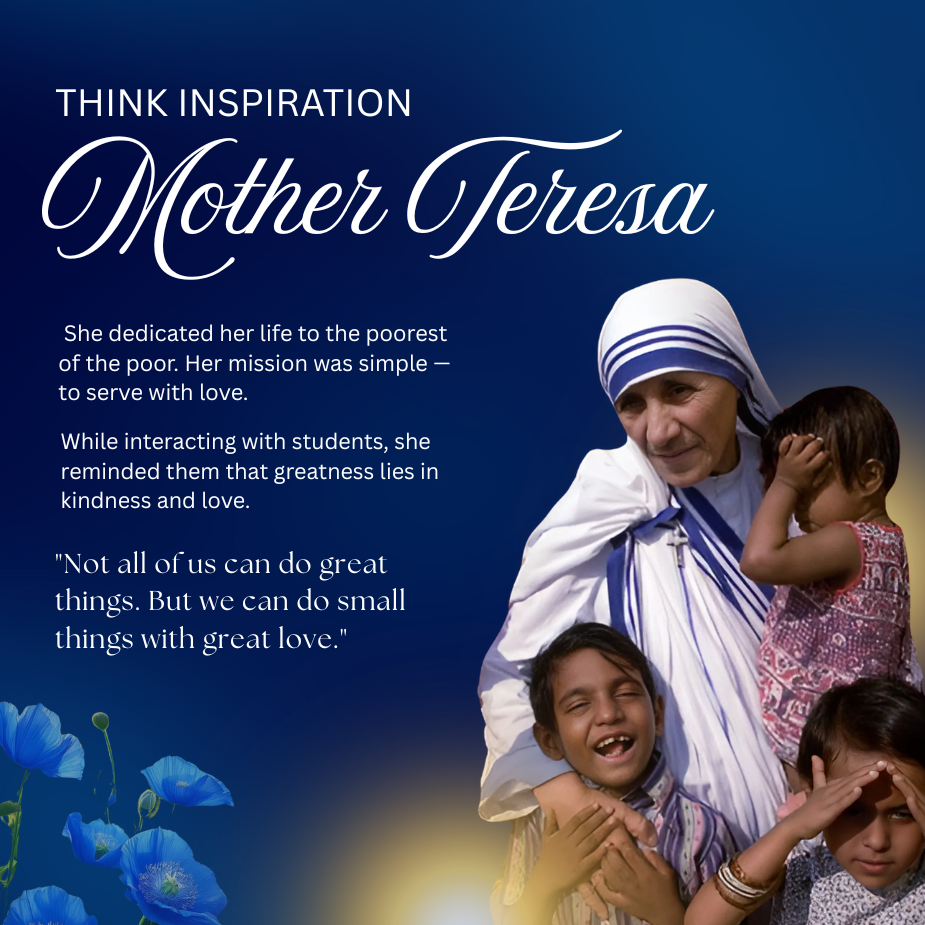 THINK INSPIRATION
Mother Teresa
She dedicated her life to the poorest
of the poor. Her mission was simple —
to serve with love.
While interacting with students, she
reminded them that greatness lies in
kindness and love.
"Not all of us can do great
things. But we can do small
things with great love."